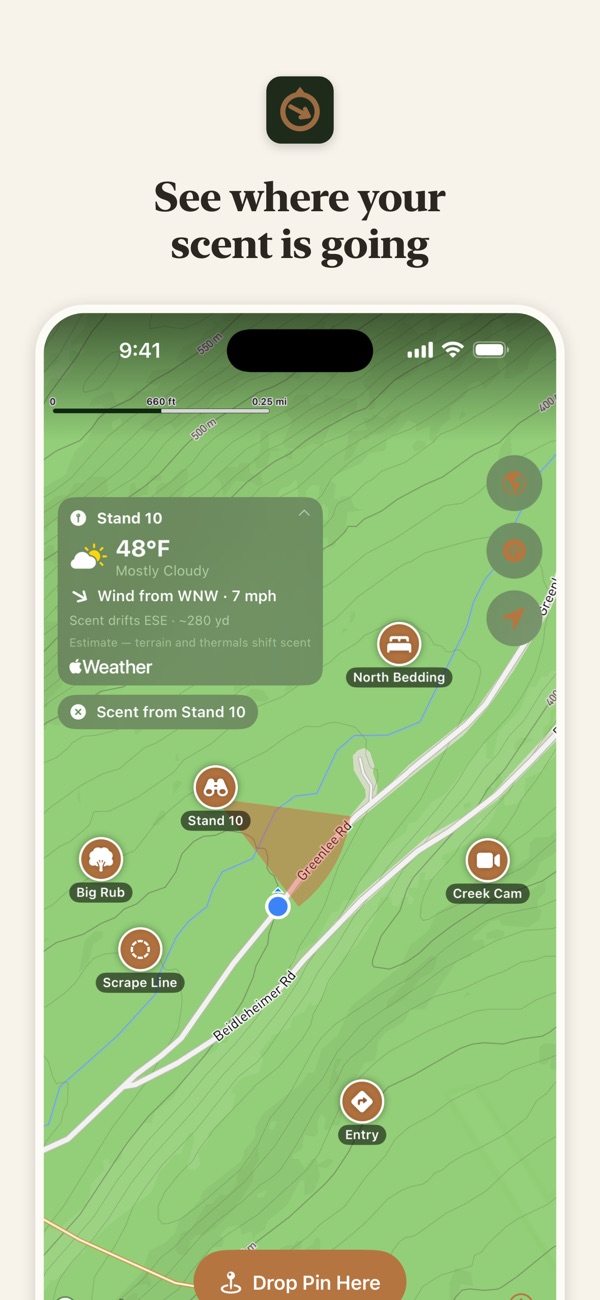 See where your
scent is going
9:41
550 m
0 660 ft 0.25 mi
400
500 m
Stand 10
48°F
Mostly Cloudy
Wind from WNW · 7 mph
Scent drifts ESE · ~280 yd
Estimate — terrain and thermals shift scent
Weather
Greenl
North Bedding
400
Scent from Stand 10
Stand 10
Greenlee Rd
Big Rub
Creek Cam
Scrape Line
Beidleheimer Rd
Entry
Drop Pin Here